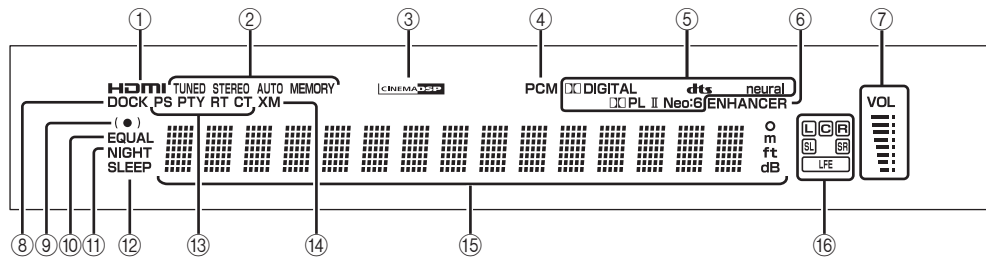 ① ② ③ ④ ⑤ ⑥ ⑦
HDMI TUNED STEREO AUTO MEMORY CINEMA DSP PCM DIGITAL dts neural
DOCK PS PTY RT CT XM PL II Neo:6 ENHANCER VOL
EQUAL
NIGHT
SLEEP
m
ft
dB
L C R
SL SR
LFE
⑧ ⑨ ⑩ ⑪ ⑫ ⑬ ⑭ ⑮ ⑯